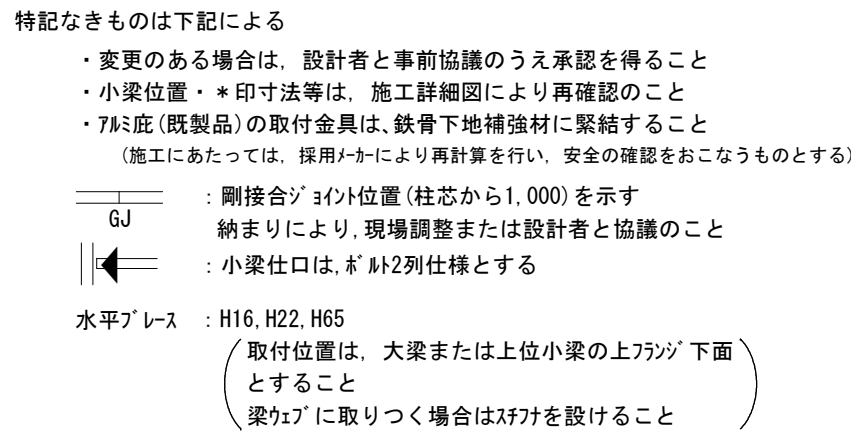 特記なきものは下記による
・変更のある場合は，設計者と事前協議のうえ承認を得ること
・小梁位置・＊印寸法等は，施工詳細図により再確認のこと
・ｱﾙﾐ庇(既製品)の取付金具は、鉄骨下地補強材に緊結すること
(施工にあたっては，採用ﾒｰｶｰにより再計算を行い，安全の確認をおこなうものとする)
GJ
：剛接合ｼﾞｮｲﾝﾄ位置(柱芯から1,000)を示す
納まりにより,現場調整または設計者と協議のこと
：小梁仕口は,ﾎﾞﾙﾄ2列仕様とする
水平ﾌﾞﾚｰｽ ：H16,H22,H65
取付位置は，大梁または上位小梁の上ﾌﾗﾝｼﾞ下面
とすること
梁ｳｪﾌﾞに取りつく場合はｽﾁﾌﾅを設けること